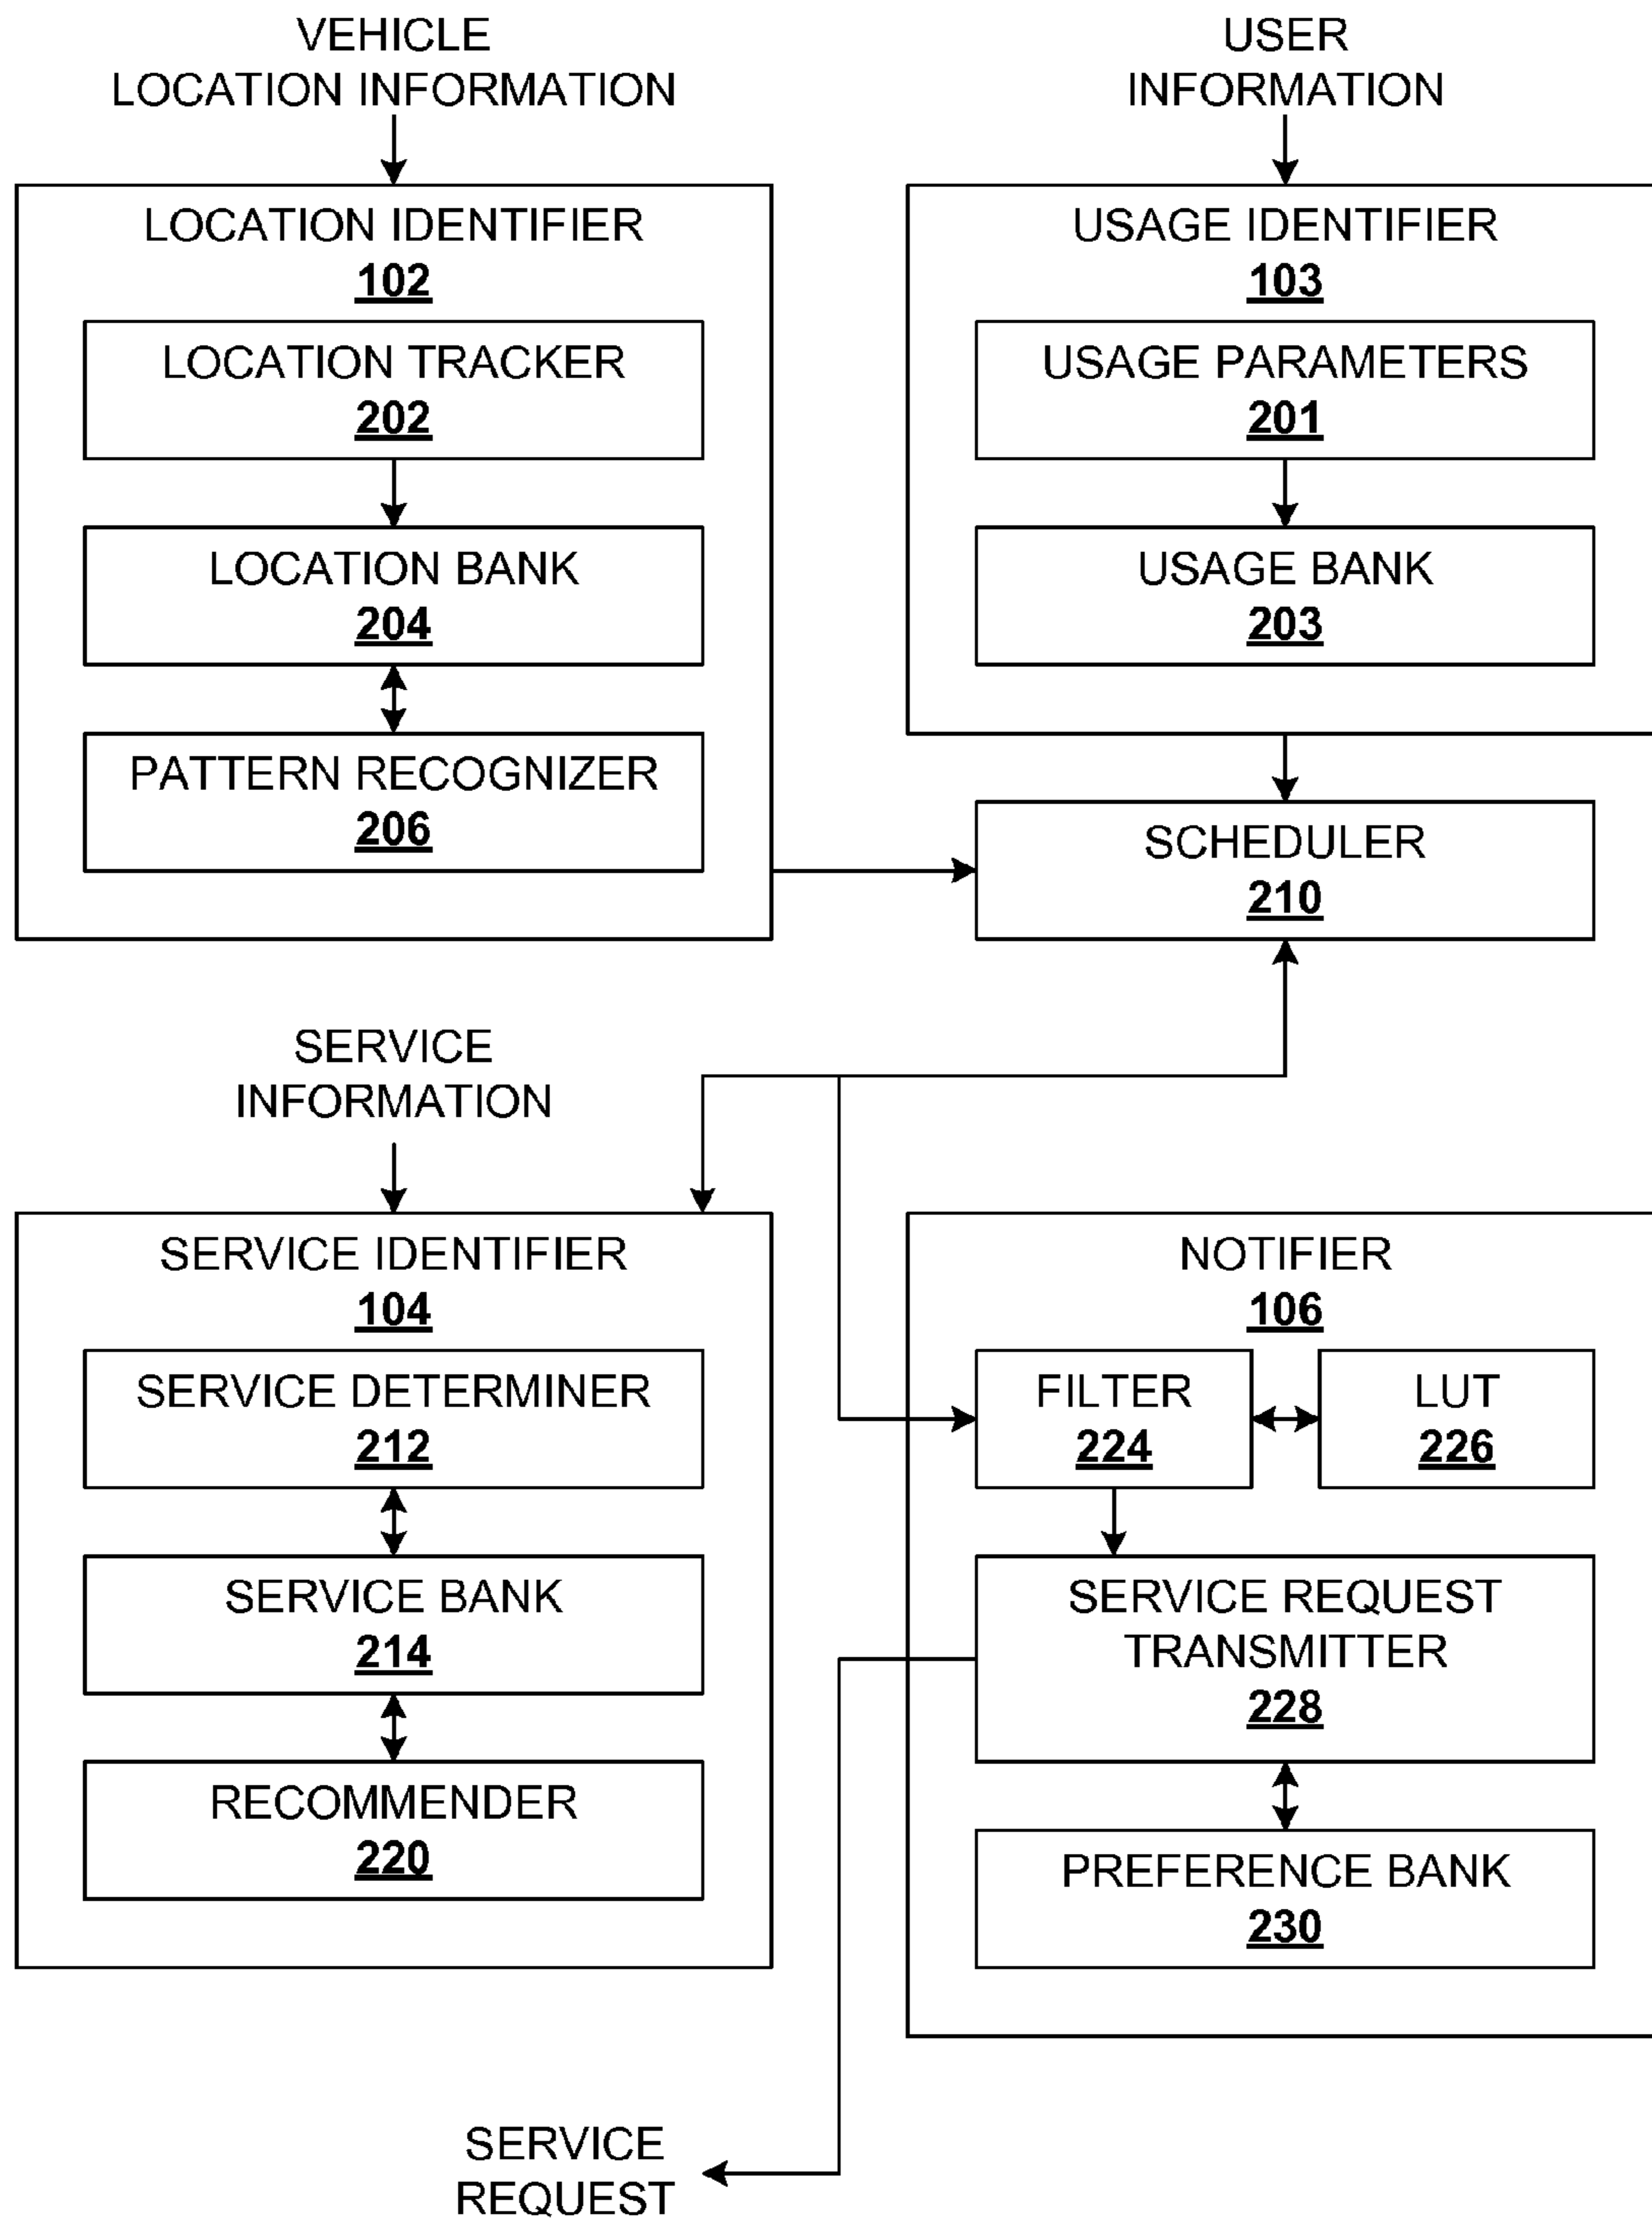 VEHICLE
LOCATION INFORMATION
USER
INFORMATION
LOCATION IDENTIFIER
102
LOCATION TRACKER
202
LOCATION BANK
204
PATTERN RECOGNIZER
206
USAGE IDENTIFIER
103
USAGE PARAMETERS
201
USAGE BANK
203
SCHEDULER
210
SERVICE
INFORMATION
SERVICE IDENTIFIER
104
SERVICE DETERMINER
212
SERVICE BANK
214
RECOMMENDER
220
NOTIFIER
106
FILTER
224
LUT
226
SERVICE REQUEST
TRANSMITTER
228
PREFERENCE BANK
230
SERVICE
REQUEST